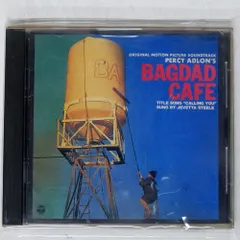 ORIGINAL MOTION PICTURE SOUNDTRACK
PERCY ADLON'S
BAGDAD
CAFE
TITLE SONG "CALLING YOU"
SUNG BY JEVETTA STEELE